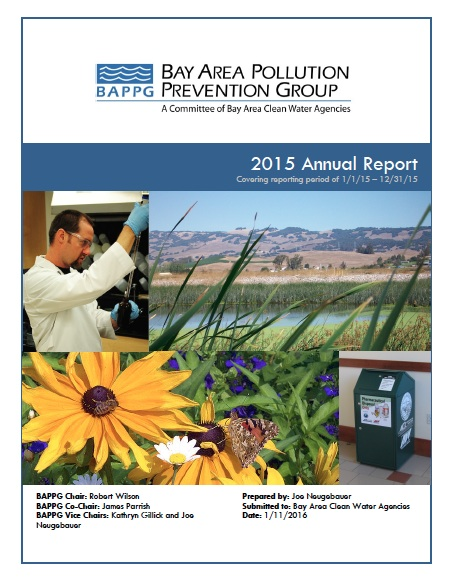 BAY AREA POLLUTION
PREVENTION GROUP
BAPPG
A Committee of Bay Area Clean Water Agencies
2015 Annual Report
Covering reporting period of 1/1/15 – 12/31/15
Pharmaceutical
Disposal
BAPPG Chair: Robert Wilson
BAPPG Co-Chair: James Parrish
BAPPG Vice Chairs: Kathryn Gillick and Joe
Neugebauer
Prepared by: Joe Neugebauer
Submitted to: Bay Area Clean Water Agencies
Date: 1/11/2016